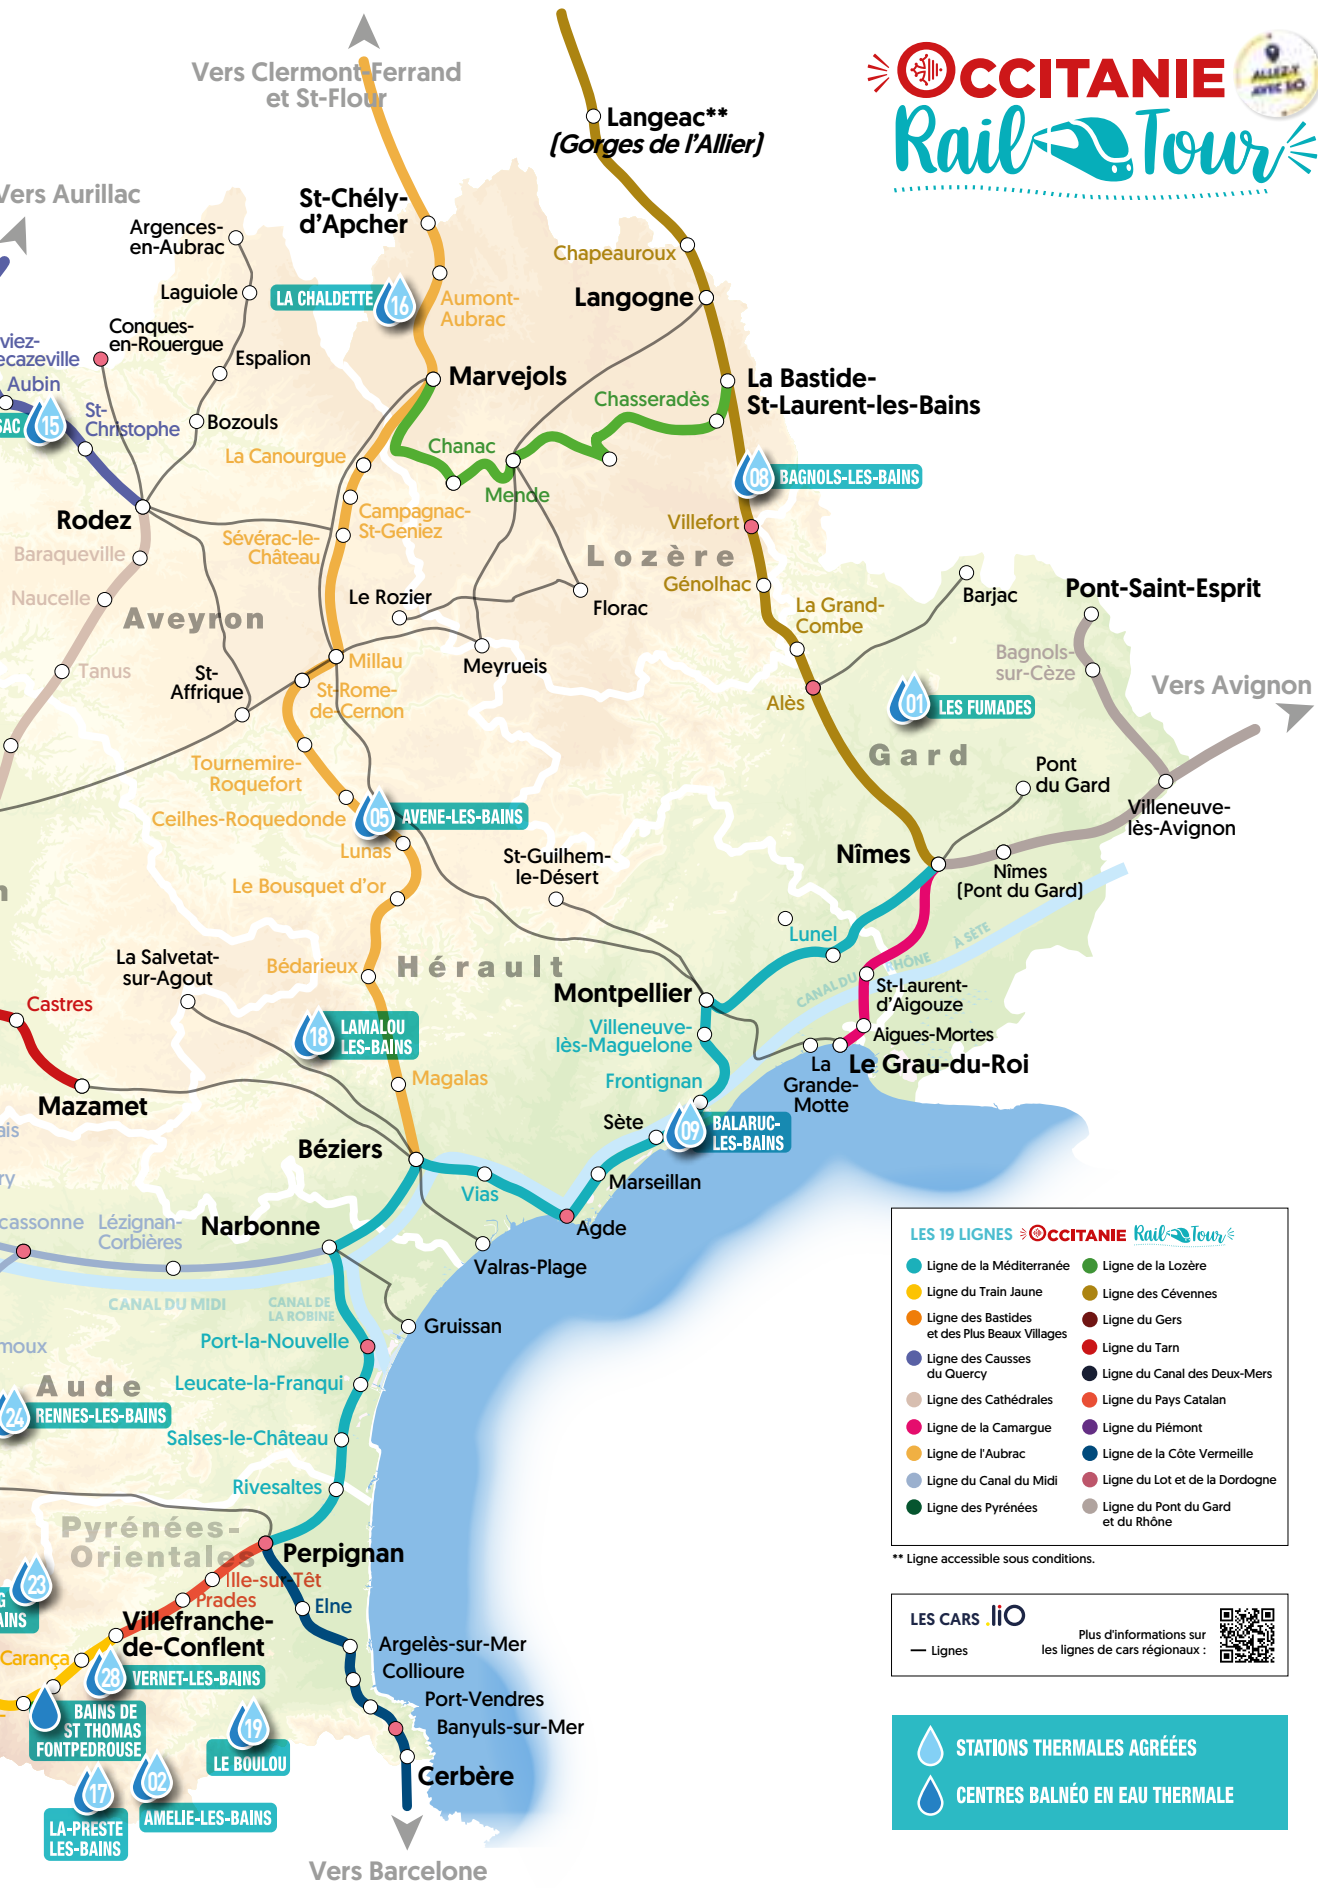 OCCITANIE
Rail Tour
ALLEZ-Y
AVEC liO
Vers Clermont-Ferrand
et St-Flour
Langeac**
(Gorges de l'Allier)
Vers Aurillac
St-Chély-
d'Apcher
Argences-
en-Aubrac
Chapeauroux
Laguiole
LA CHALDETTE
16
Aumont-
Aubrac
Langogne
Conques-
en-Rouergue
viez-
ecazeville
Espalion
Marvejols
La Bastide-
St-Laurent-les-Bains
Aubin
Chasseradès
SAC
15
St-
Christophe
Bozouls
La Canourgue
Chanac
Mende
08
BAGNOLS-LES-BAINS
Rodez
Campagnac-
St-Geniez
Villefort
Sévérac-le-
Château
Baraqueville
Lozère
Génolhac
Naucelle
Aveyron
Le Rozier
Florac
La Grand-
Combe
Barjac
Pont-Saint-Esprit
Bagnols-
sur-Cèze
Tanus
St-
Affrique
Millau
Meyrueis
St-Rome-
de-Cernon
Alès
01
LES FUMADES
Vers Avignon
Gard
Tournemire-
Roquefort
Pont
du Gard
Ceilhes-Roquedonde
05
AVENE-LES-BAINS
Villeneuve-
lès-Avignon
Lunas
St-Guilhem-
le-Désert
Nîmes
Nîmes
(Pont du Gard)
Le Bousquet d'or
n
Lunel
À SÈTE
RHÔNE
CANAL DU
La Salvetat-
sur-Agout
Bédarieux
Hérault
Montpellier
St-Laurent-
d'Aigouze
Castres
18
LAMALOU
LES-BAINS
Villeneuve-
lès-Maguelone
Aigues-Mortes
La
Grande-
Motte
Le Grau-du-Roi
Magalas
Frontignan
Mazamet
Sète
09
BALARUC-
LES-BAINS
ais
Béziers
ry
Vias
Marseillan
Agde
cassonne
Lézignan-
Corbières
Narbonne
Valras-Plage
CANAL DU MIDI
CANAL DE
LA ROBINE
Gruissan
moux
Port-la-Nouvelle
Aude
Leucate-la-Franqui
24
RENNES-LES-BAINS
Salses-le-Château
Rivesaltes
Pyrénées-
Orientales
Perpignan
23
G
AINS
Ille-sur-Têt
Prades
Elne
Villefranche-
de-Conflent
Carança
Argelès-sur-Mer
Collioure
28
VERNET-LES-BAINS
Port-Vendres
BAINS DE
ST THOMAS
FONTPEDROUSE
19
LE BOULOU
Banyuls-sur-Mer
Cerbère
17
LA-PRESTE
LES-BAINS
02
AMELIE-LES-BAINS
Vers Barcelone
LES 19 LIGNES OCCITANIE Rail Tour
Ligne de la Méditerranée
Ligne du Train Jaune
Ligne des Bastides
et des Plus Beaux Villages
Ligne des Causses
du Quercy
Ligne des Cathédrales
Ligne de la Camargue
Ligne de l'Aubrac
Ligne du Canal du Midi
Ligne des Pyrénées
Ligne de la Lozère
Ligne des Cévennes
Ligne du Gers
Ligne du Tarn
Ligne du Canal des Deux-Mers
Ligne du Pays Catalan
Ligne du Piémont
Ligne de la Côte Vermeille
Ligne du Lot et de la Dordogne
Ligne du Pont du Gard
et du Rhône
** Ligne accessible sous conditions.
LES CARS liO
Lignes
Plus d'informations sur
les lignes de cars régionaux :
STATIONS THERMALES AGRÉÉES
CENTRES BALNÉO EN EAU THERMALE